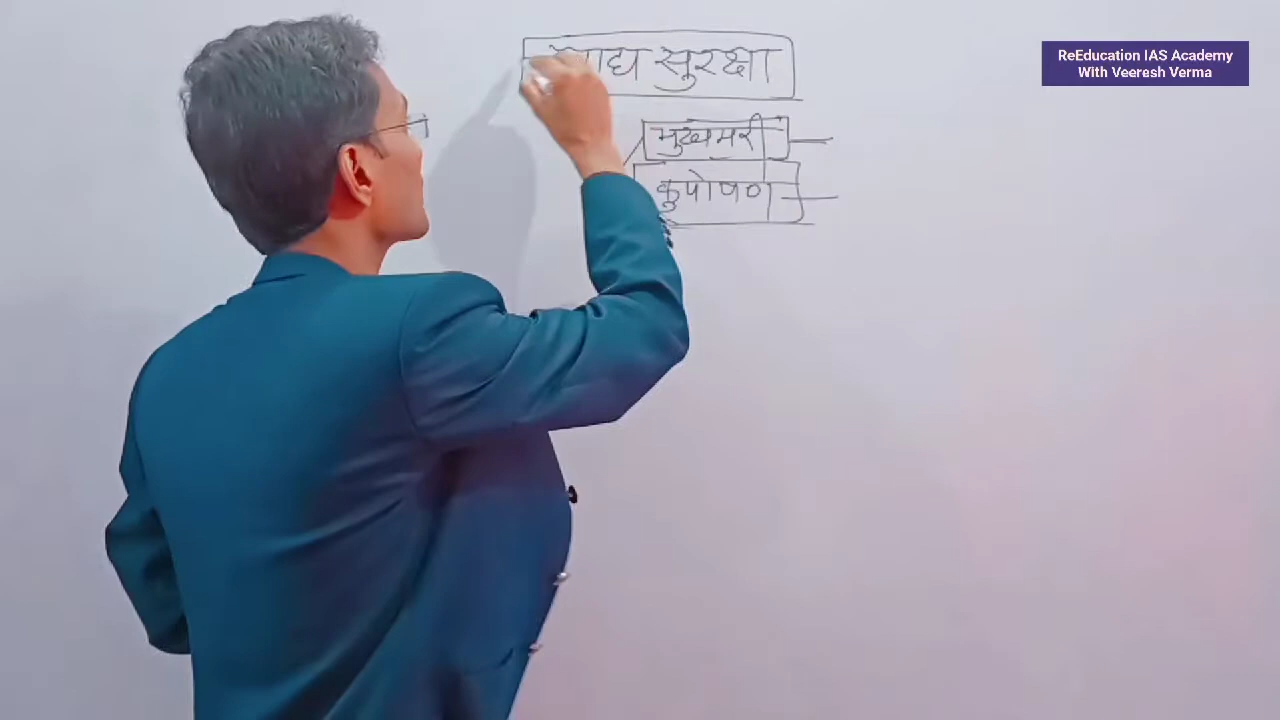 ReEducation IAS Academy
With Veeresh Verma
खाद्य सुरक्षा
भुखमरी
कुपोषण